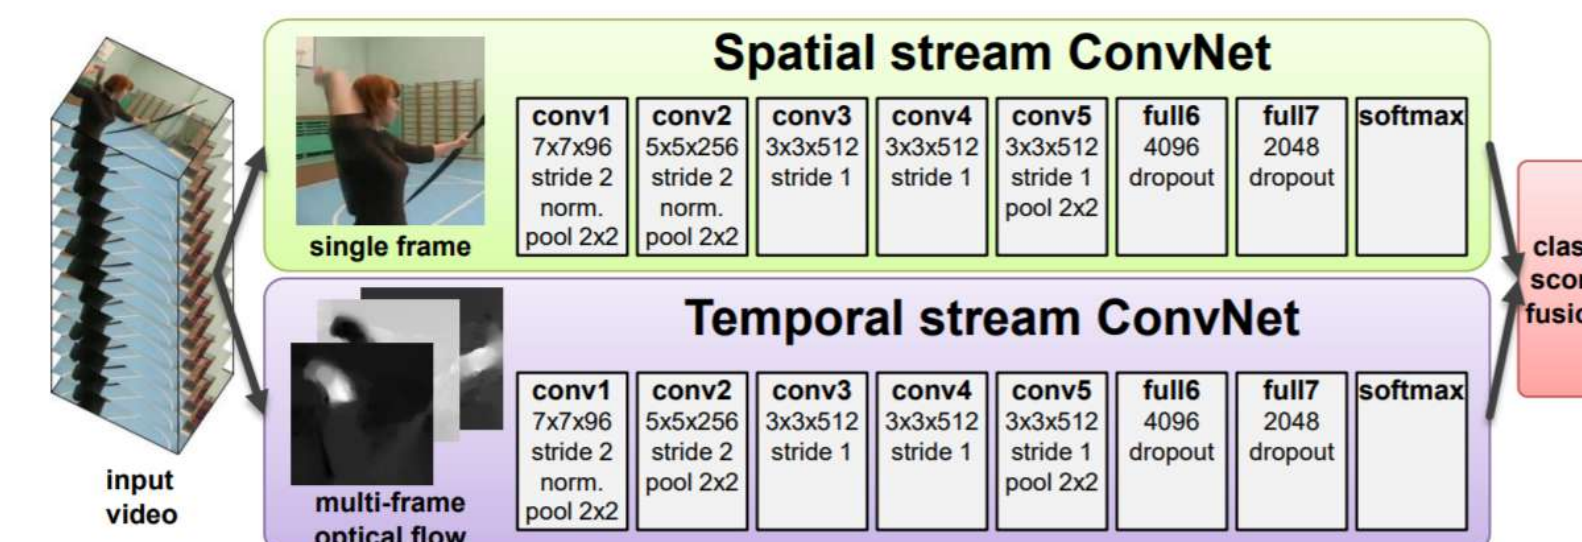 Spatial stream ConvNet
conv1
7x7x96
stride 2
norm.
pool 2x2
conv2
5x5x256
stride 2
norm.
pool 2x2
conv3
3x3x512
stride 1
conv4
3x3x512
stride 1
conv5
3x3x512
stride 1
pool 2x2
full6
4096
dropout
full7
2048
dropout
softmax
single frame
input
video
Temporal stream ConvNet
conv1
7x7x96
stride 2
norm.
pool 2x2
conv2
5x5x256
stride 2
pool 2x2
conv3
3x3x512
stride 1
conv4
3x3x512
stride 1
conv5
3x3x512
stride 1
pool 2x2
full6
4096
dropout
full7
2048
dropout
softmax
multi-frame
optical flow